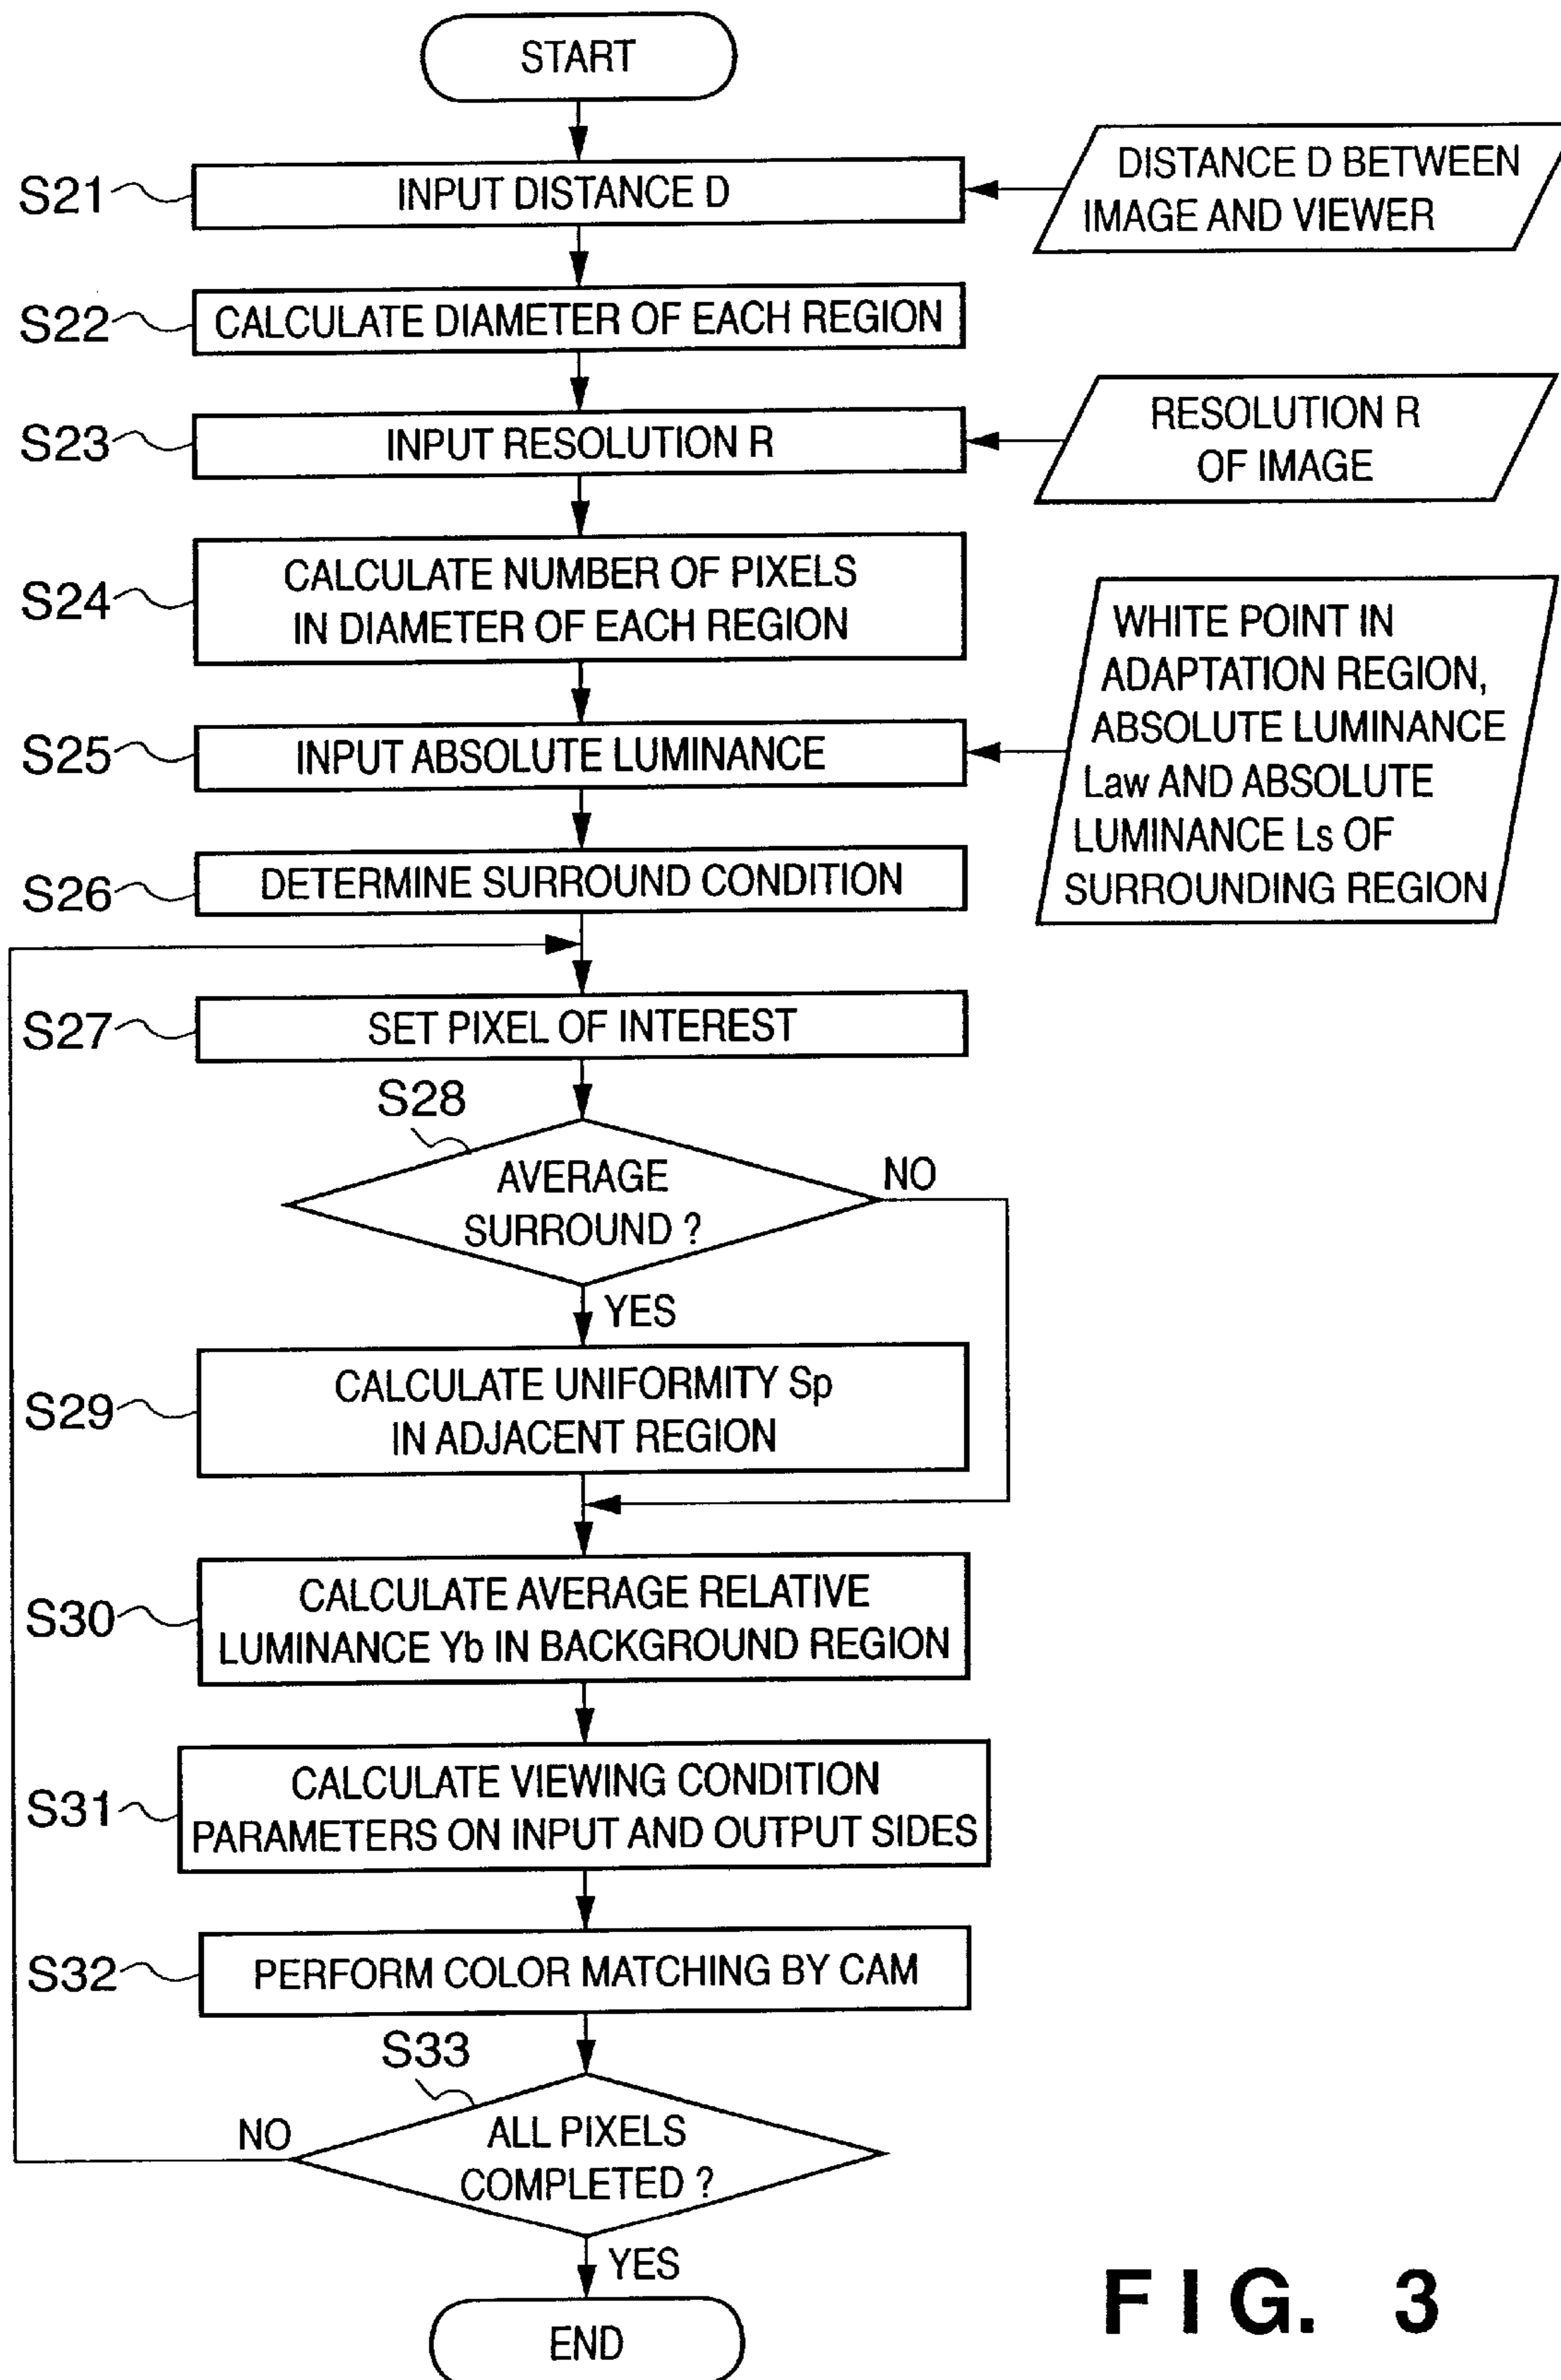 START
S21
INPUT DISTANCE D
DISTANCE D BETWEEN
IMAGE AND VIEWER
S22
CALCULATE DIAMETER OF EACH REGION
S23
INPUT RESOLUTION R
RESOLUTION R
OF IMAGE
S24
CALCULATE NUMBER OF PIXELS
IN DIAMETER OF EACH REGION
S25
INPUT ABSOLUTE LUMINANCE
WHITE POINT IN
ADAPTATION REGION,
ABSOLUTE LUMINANCE
Law AND ABSOLUTE
LUMINANCE Ls OF
SURROUNDING REGION
S26
DETERMINE SURROUND CONDITION
S27
SET PIXEL OF INTEREST
S28
AVERAGE
SURROUND ?
NO
YES
S29
CALCULATE UNIFORMITY Sp
IN ADJACENT REGION
S30
CALCULATE AVERAGE RELATIVE
LUMINANCE Yb IN BACKGROUND REGION
S31
CALCULATE VIEWING CONDITION
PARAMETERS ON INPUT AND OUTPUT SIDES
S32
PERFORM COLOR MATCHING BY CAM
S33
ALL PIXELS
COMPLETED ?
NO
YES
END
FIG. 3